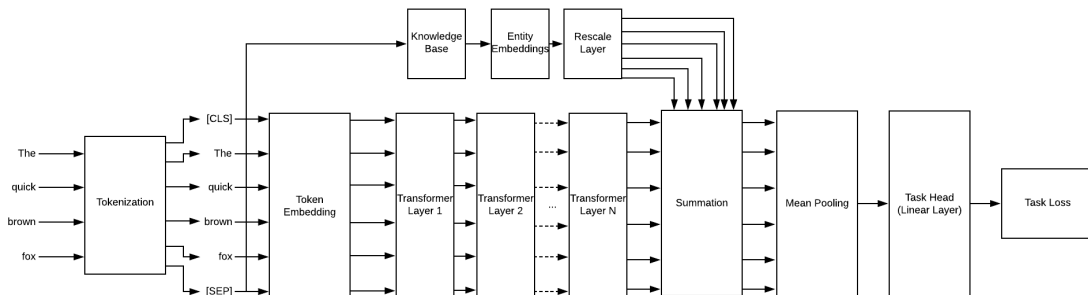 Knowledge
Base
Entity
Embeddings
Rescale
Layer
The
quick
brown
fox
Tokenization
[CLS]
The
quick
brown
fox
[SEP]
Token
Embedding
Transformer
Layer 1
Transformer
Layer 2
...
Transformer
Layer N
Summation
Mean Pooling
Task Head
(Linear Layer)
Task Loss